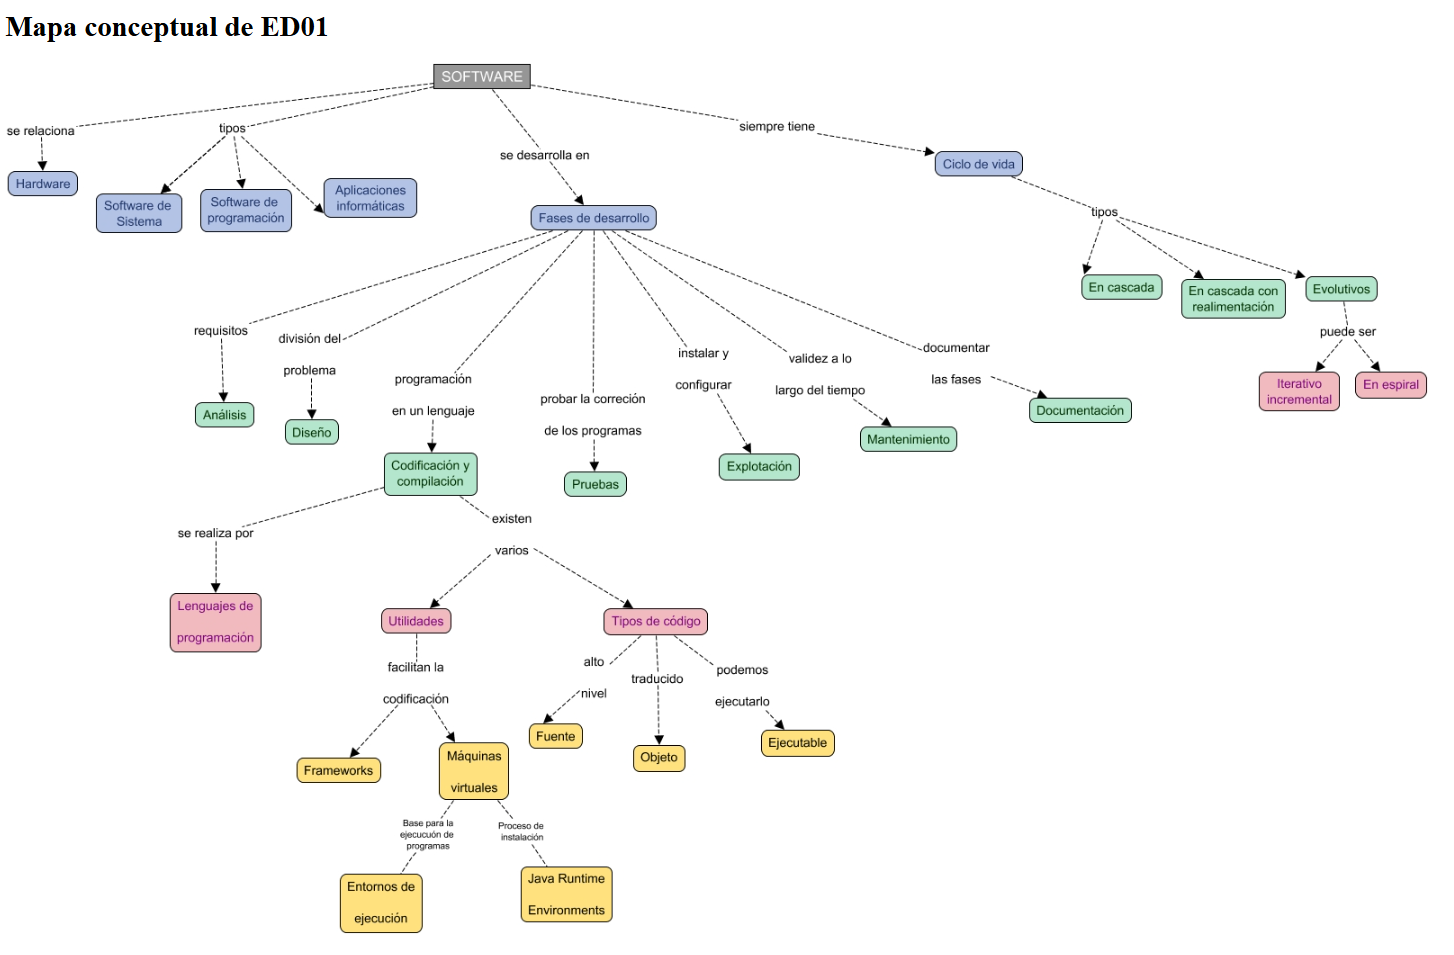 Mapa conceptual de ED01
SOFTWARE
se relaciona
tipos
se desarrolla en
siempre tiene
Hardware
Software de
Sistema
Software de
programación
Aplicaciones
informáticas
Fases de desarrollo
Ciclo de vida
tipos
En cascada
En cascada con
realimentación
Evolutivos
puede ser
Iterativo
incremental
En espiral
requisitos
Análisis
división del
problema
Diseño
programación
en un lenguaje
Codificación y
compilación
probar la correción
de los programas
Pruebas
instalar y
configurar
Explotación
validez a lo
largo del tiempo
Mantenimiento
documentar
las fases
Documentación
se realiza por
Lenguajes de
programación
existen
varios
Utilidades
Tipos de código
facilitan la
codificación
Frameworks
Máquinas
virtuales
alto
nivel
Fuente
traducido
Objeto
podemos
ejecutarlo
Ejecutable
Base para la
ejecucuón de
programas
Proceso de
instalación
Entornos de
ejecución
Java Runtime
Environments